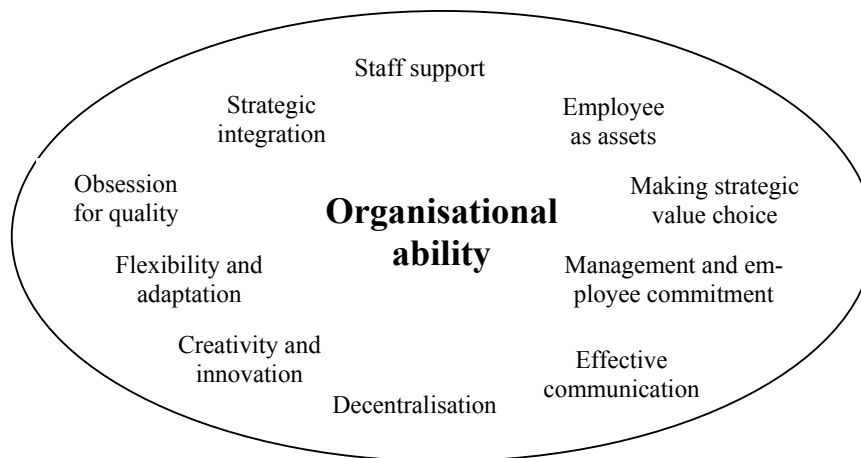 Staff support
Strategic
integration
Employee
as assets
Obsession
for quality
Making strategic
value choice
Organisational
ability
Flexibility and
adaptation
Management and em-
ployee commitment
Creativity and
innovation
Effective
communication
Decentralisation